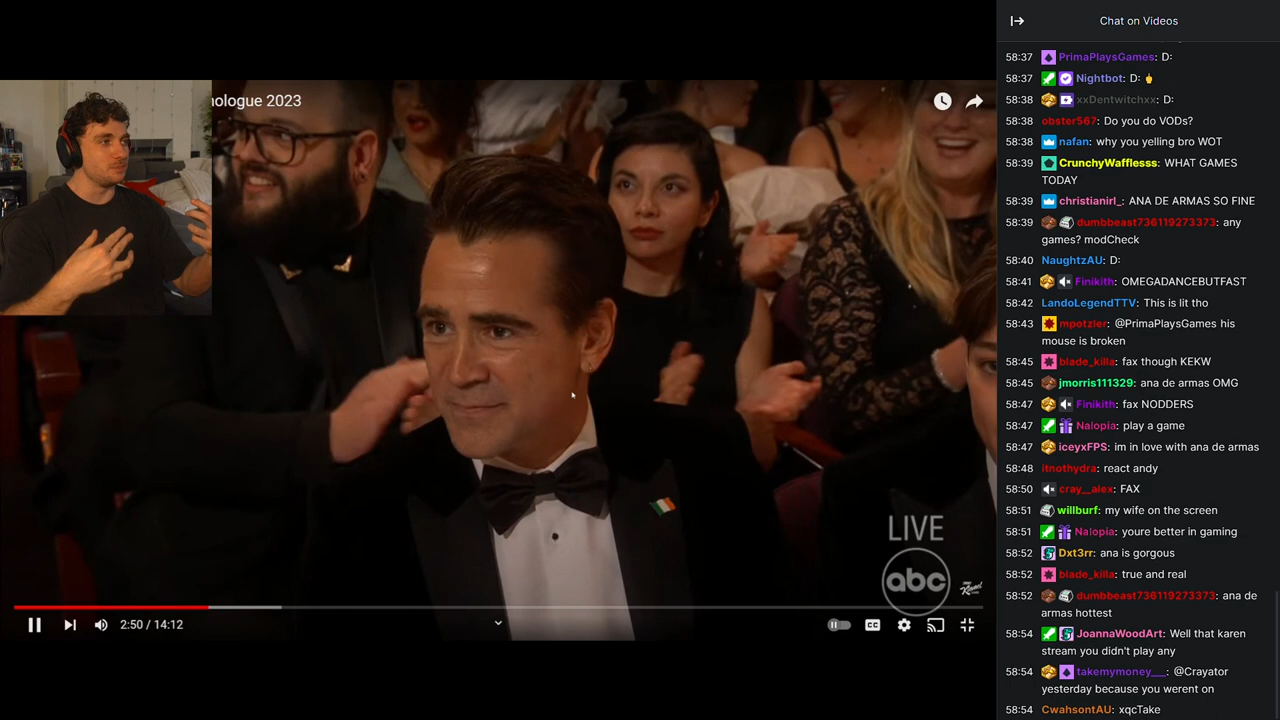 nologue 2023
LIVE
abc
2:50 / 14:12
CC
Chat on Videos
58:37 PrimaPlaysGames: D:
58:37 Nightbot: D: 🖕
58:38 xxDentwitchxx: D:
58:38 obster567: Do you do VODs?
58:38 nafan: why you yelling bro WOT
58:39 CrunchyWafflesss: WHAT GAMES
TODAY
58:39 christianirl_: ANA DE ARMAS SO FINE
58:39 dumbbeast736119273373: any
games? modCheck
58:40 NaughtzAU: D:
58:41 Finikith: OMEGADANCEBUTFAST
58:42 LandoLegendTTV: This is lit tho
58:43 mpotzler: @PrimaPlaysGames his
mouse is broken
58:45 blade_killa: fax though KEKW
58:45 jmorris111329: ana de armas OMG
58:47 Finikith: fax NODDERS
58:47 Nalopia: play a game
58:47 iceyxFPS: im in love with ana de armas
58:48 itnothydra: react andy
58:50 cray__alex: FAX
58:51 willburf: my wife on the screen
58:51 Nalopia: youre better in gaming
58:52 Dxt3rr: ana is gorgous
58:52 blade_killa: true and real
58:52 dumbbeast736119273373: ana de
armas hottest
58:54 JoannaWoodArt: Well that karen
stream you didn't play any
58:54 takemymoney___: @Crayator
yesterday because you werent on
58:54 CwahsontAU: xqcTake